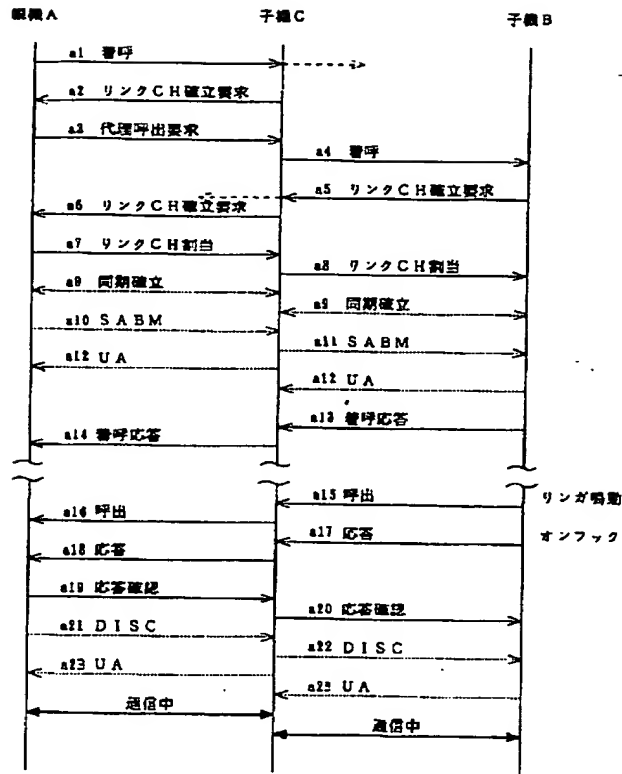 親機A 子機C 子機B
a1 着呼
a2 リンクCH確立要求
a3 代理呼出要求
a4 着呼
a5 リンクCH確立要求
a6 リンクCH確立要求
a7 リンクCH割当
a8 リンクCH割当
a9 同期確立
a9 同期確立
a10 SABM
a11 SABM
a12 UA
a12 UA
a13 着呼応答
a14 着呼応答
a15 呼出 リンガ鳴動
a16 呼出
a17 応答 オンフック
a18 応答
a19 応答確認
a20 応答確認
a21 DISC
a22 DISC
a23 UA
a23 UA
通信中
通信中